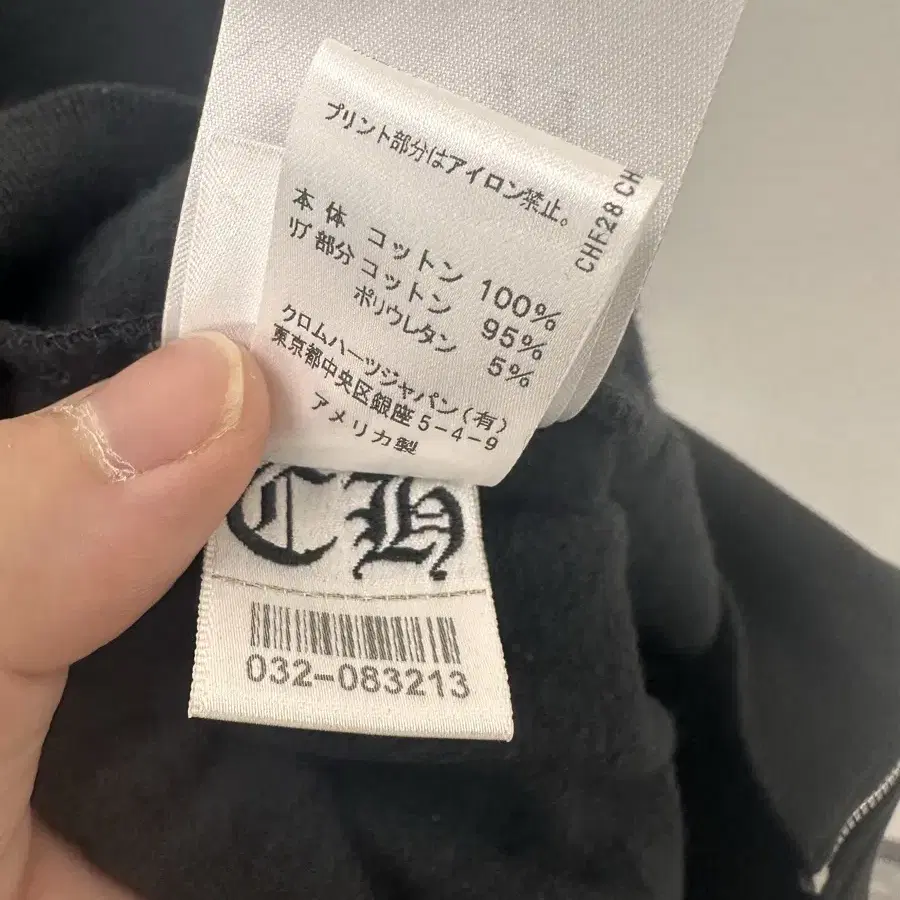 プリント部分はアイロン禁止。
CHF28 CH
本体 コットン 100%
リブ部分 コットン 95%
ポリウレタン 5%
クロムハーツジャパン(有)
東京都中央区銀座5-4-9
アメリカ製
CH
032-083213